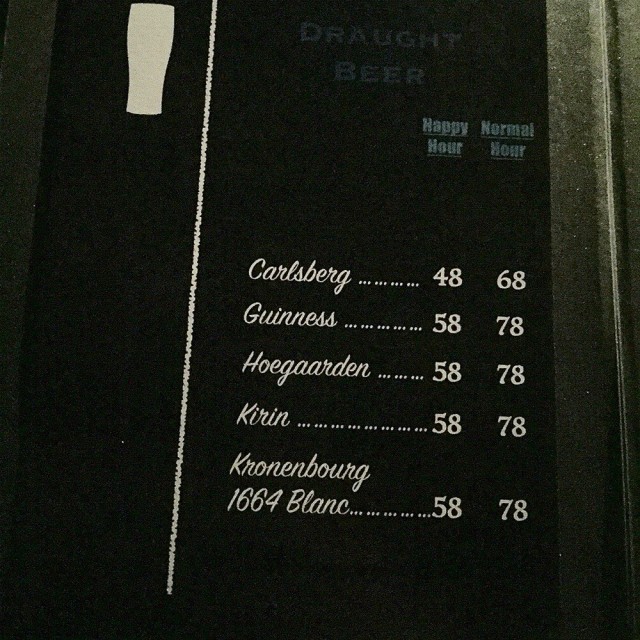 DRAUGHT
BEER
Happy Normal
Hour Hour
Carlsberg ………… 48 68
Guinness …………… 58 78
Hoegaarden ……… 58 78
Kirin ……………………58 78
Kronenbourg
1664 Blanc……………58 78